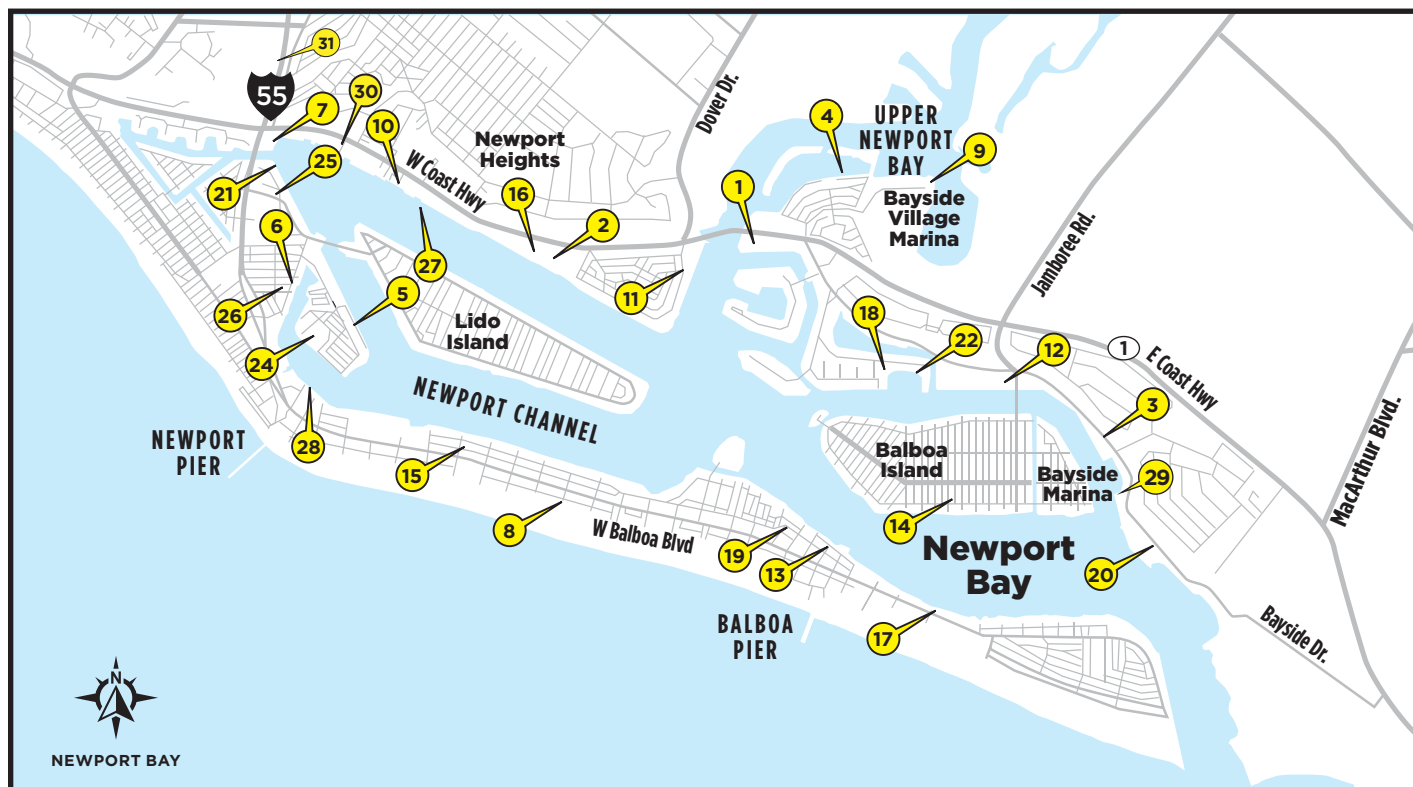 31
55
7
30
10
Newport
Heights
Dover Dr.
4
UPPER
NEWPORT
BAY
9
25
21
W Coast Hwy
16
2
1
Bayside
Village
Marina
Jamboree Rd.
6
27
11
26
5
Lido
Island
18
22
12
1
E Coast Hwy
24
NEWPORT CHANNEL
3
MacArthur Blvd.
NEWPORT
PIER
28
15
Balboa
Island
Bayside
Marina
29
8
W Balboa Blvd
14
19
13
Newport
Bay
20
BALBOA
PIER
17
Bayside Dr.
N
NEWPORT BAY